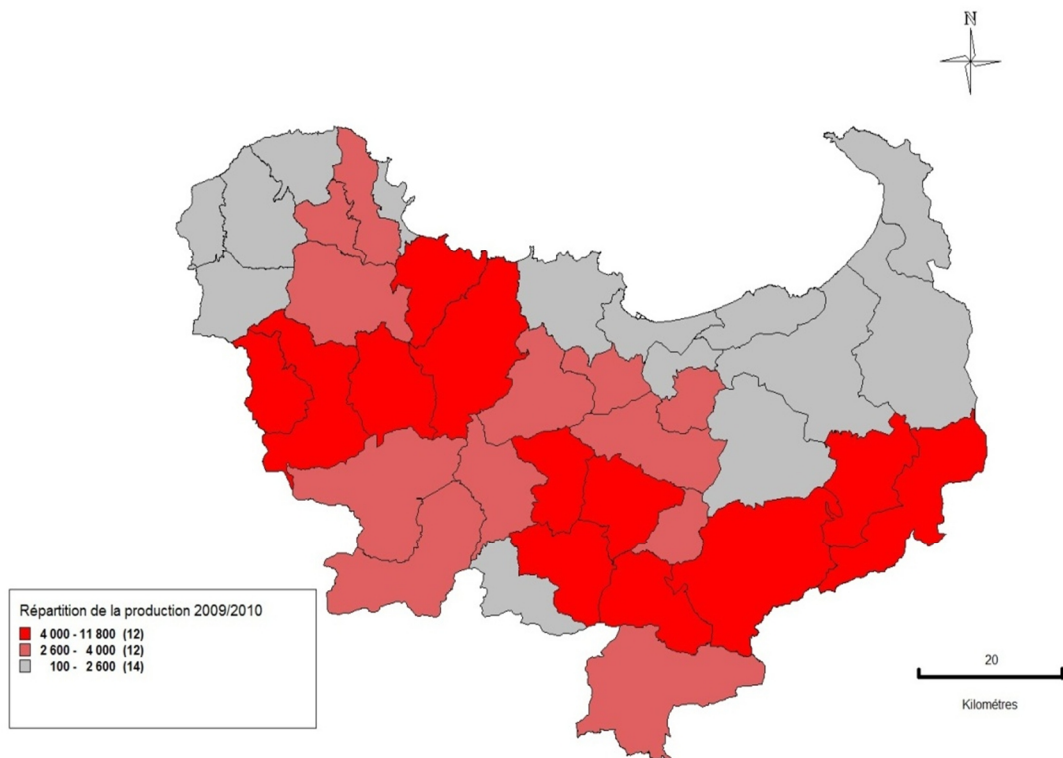 N
Répartition de la production 2009/2010
4 000 - 11 800 (12)
2 600 - 4 000 (12)
100 - 2 600 (14)
20
Kilométres